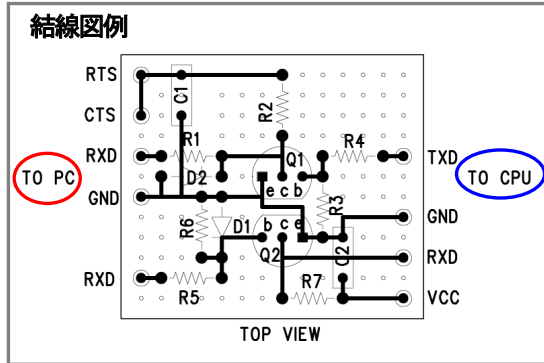 結線図例
RTS
C1
CTS
R2
RXD
R1
Q1
R4
TXD
TO PC
D2
TO CPU
GND
e c b
R3
GND
R6
D1
b c e
Q2
C2
RXD
RXD
R5
R7
VCC
TOP VIEW